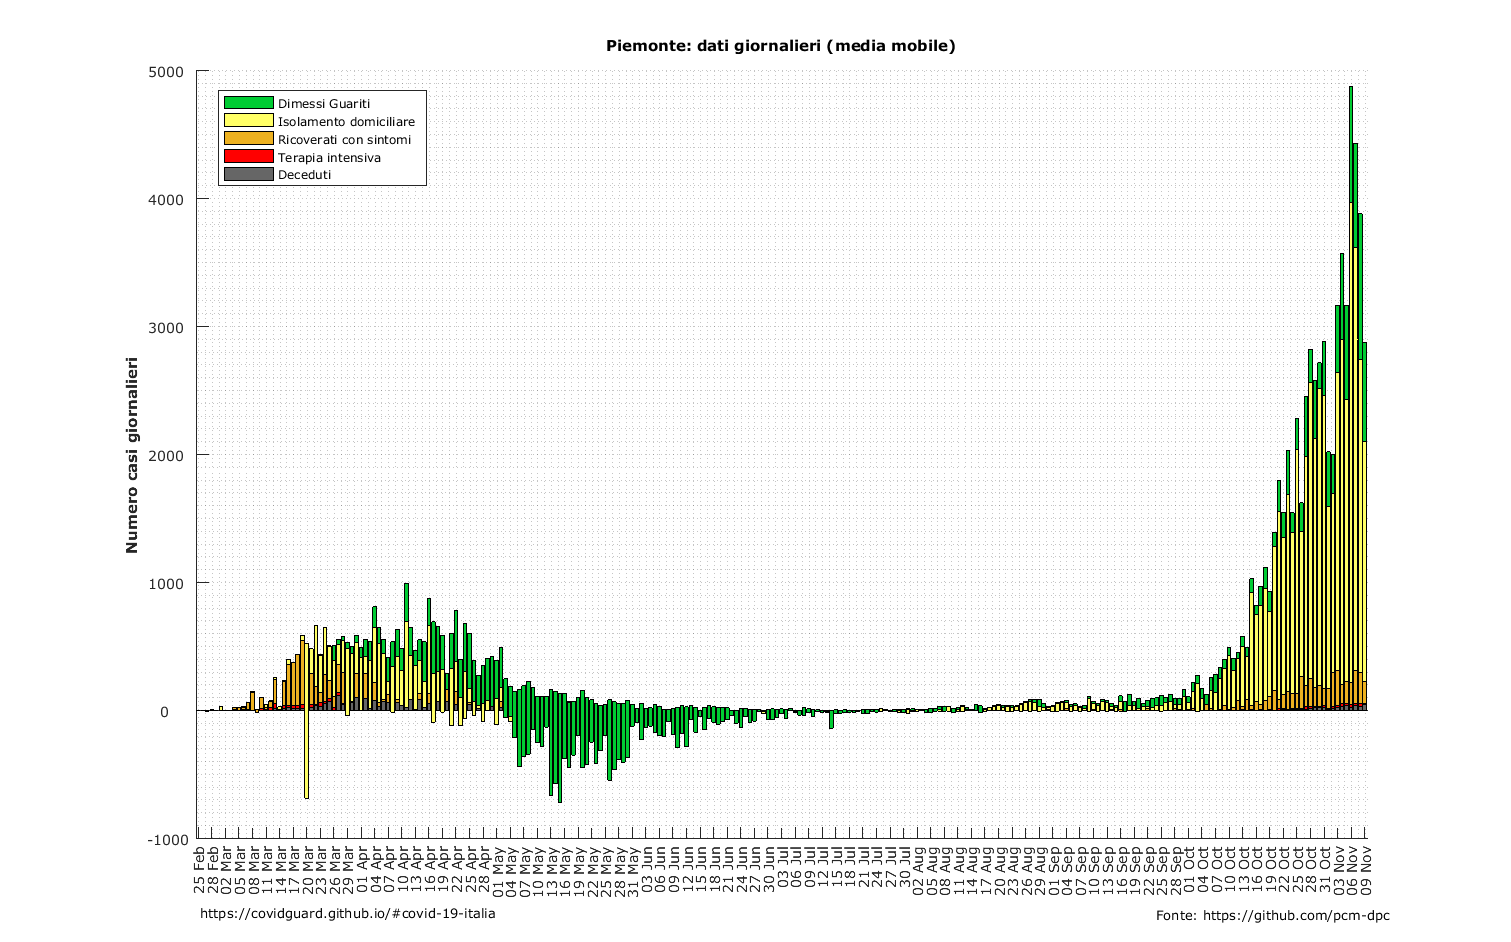 Piemonte: dati giornalieri (media mobile)
Numero casi giornalieri
5000
4000
3000
2000
1000
0
-1000
Dimessi Guariti
Isolamento domiciliare
Ricoverati con sintomi
Terapia intensiva
Deceduti
25 Feb
28 Feb
02 Mar
05 Mar
08 Mar
11 Mar
14 Mar
17 Mar
20 Mar
23 Mar
26 Mar
29 Mar
01 Apr
04 Apr
07 Apr
10 Apr
13 Apr
16 Apr
19 Apr
22 Apr
25 Apr
28 Apr
01 May
04 May
07 May
10 May
13 May
16 May
19 May
22 May
25 May
28 May
31 May
03 Jun
06 Jun
09 Jun
12 Jun
15 Jun
18 Jun
21 Jun
24 Jun
27 Jun
30 Jun
03 Jul
06 Jul
09 Jul
12 Jul
15 Jul
18 Jul
21 Jul
24 Jul
27 Jul
30 Jul
02 Aug
05 Aug
08 Aug
11 Aug
14 Aug
17 Aug
20 Aug
23 Aug
26 Aug
29 Aug
01 Sep
04 Sep
07 Sep
10 Sep
13 Sep
16 Sep
19 Sep
22 Sep
25 Sep
28 Sep
01 Oct
04 Oct
07 Oct
10 Oct
13 Oct
16 Oct
19 Oct
22 Oct
25 Oct
28 Oct
31 Oct
03 Nov
06 Nov
09 Nov
https://covidguard.github.io/#covid-19-italia
Fonte: https://github.com/pcm-dpc